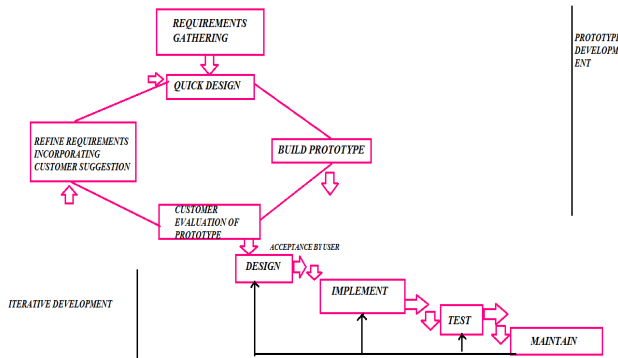 REQUIREMENTS
GATHERING
PROTOTYPE
DEVELOPM
ENT
QUICK DESIGN
REFINE REQUIREMENTS
INCORPORATING
CUSTOMER SUGGESTION
BUILD PROTOTYPE
CUSTOMER
EVALUATION OF
PROTOTYPE
ACCEPTANCE BY USER
DESIGN
IMPLEMENT
ITERATIVE DEVELOPMENT
TEST
MAINTAIN